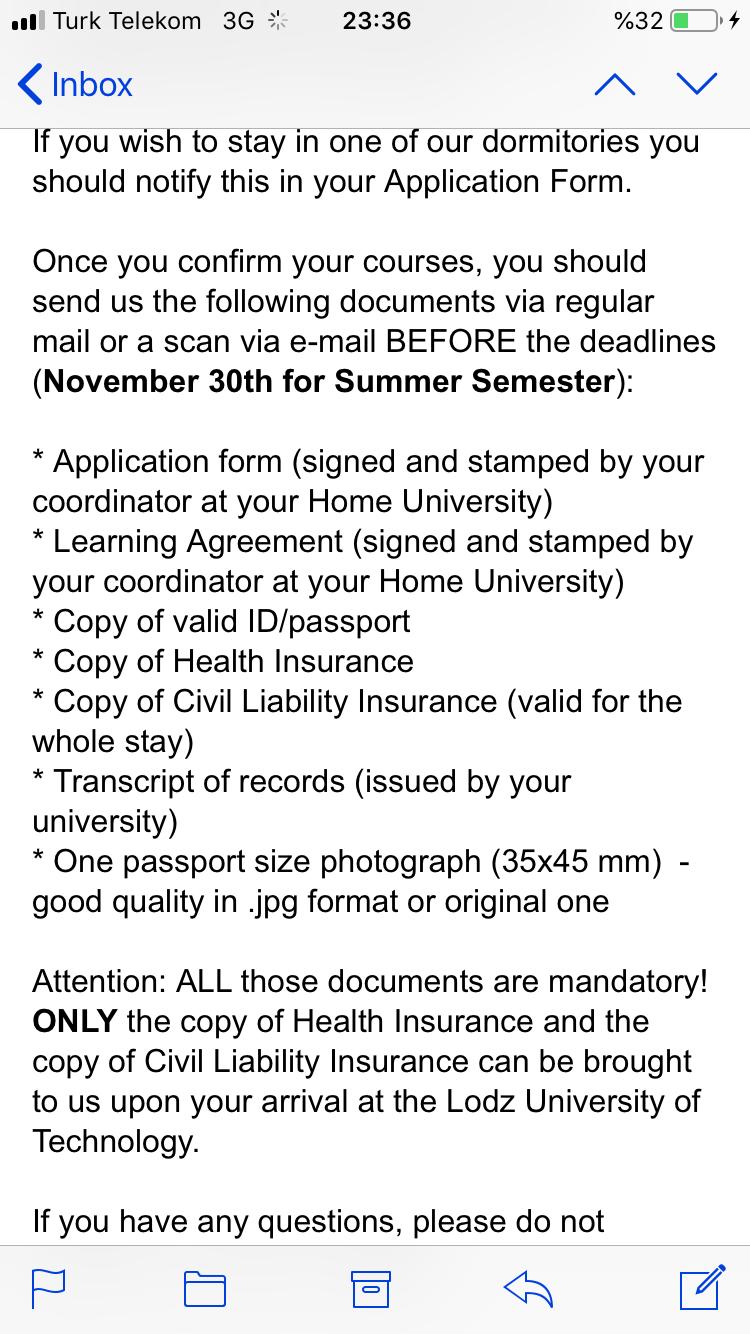 Turk Telekom 3G 23:36 %32
Inbox
If you wish to stay in one of our dormitories you
should notify this in your Application Form.
Once you confirm your courses, you should
send us the following documents via regular
mail or a scan via e-mail BEFORE the deadlines
(November 30th for Summer Semester):
* Application form (signed and stamped by your
coordinator at your Home University)
* Learning Agreement (signed and stamped by
your coordinator at your Home University)
* Copy of valid ID/passport
* Copy of Health Insurance
* Copy of Civil Liability Insurance (valid for the
whole stay)
* Transcript of records (issued by your
university)
* One passport size photograph (35x45 mm)  -
good quality in .jpg format or original one
Attention: ALL those documents are mandatory!
ONLY the copy of Health Insurance and the
copy of Civil Liability Insurance can be brought
to us upon your arrival at the Lodz University of
Technology.
If you have any questions, please do not